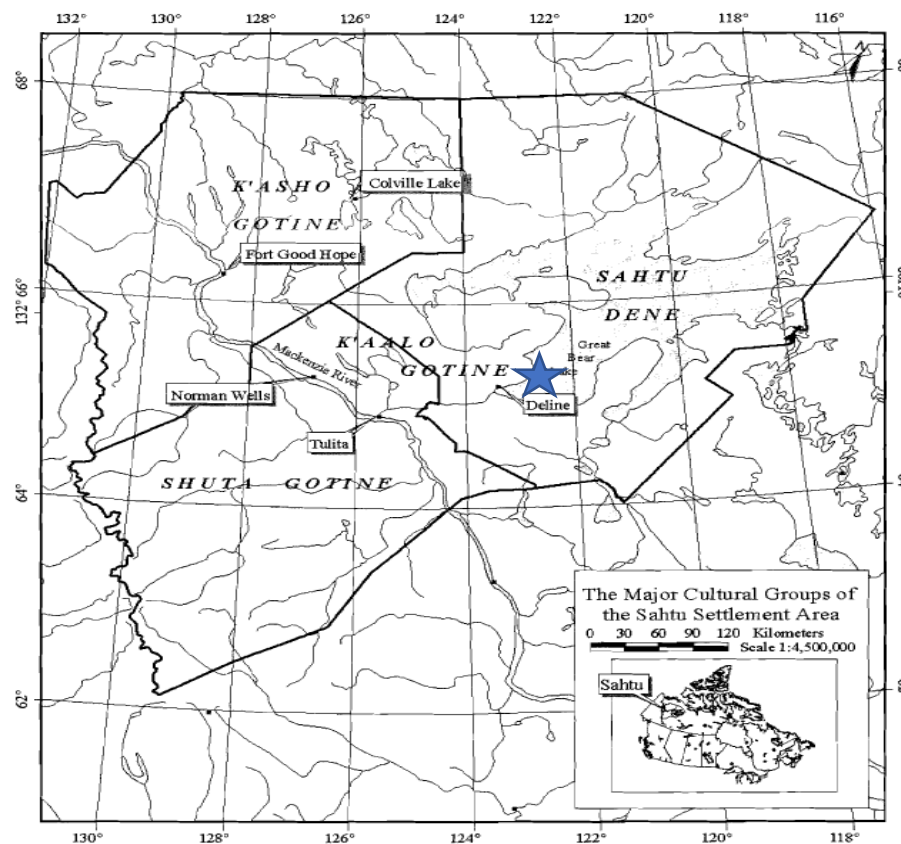 132° 130° 128° 126° 124° 122° 120° 118° 116°
N
68°
K'ASHO
GOTINE
Colville Lake
Fort Good Hope
SAHTU
DENE
66°
112°
K'AALO
GOTINE
Great
Bear
Mackenzie River
Norman Wells
Deline
Tulita
SHUTA GOTINE
64°
The Major Cultural Groups of
the Sahtu Settlement Area
0 30 60 90 120 Kilometers
Scale 1:4,500,000
Sahtu
62°
130° 128° 126° 124° 122° 120° 118°